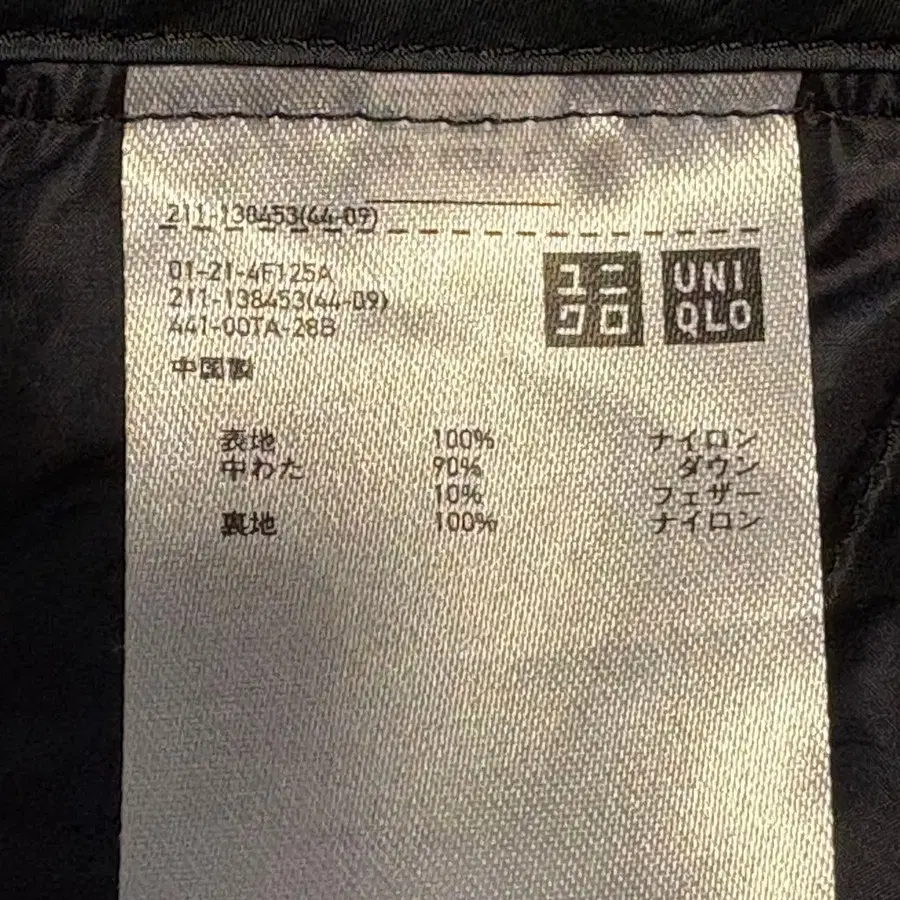 211-138453(44-09)
01-21-4F125A
211-138453(44-09)
441-00TA-28B
中国製
ユニ
クロ
UNI
QLO
表地 100% ナイロン
中わた 90% ダウン
10% フェザー
裏地 100% ナイロン